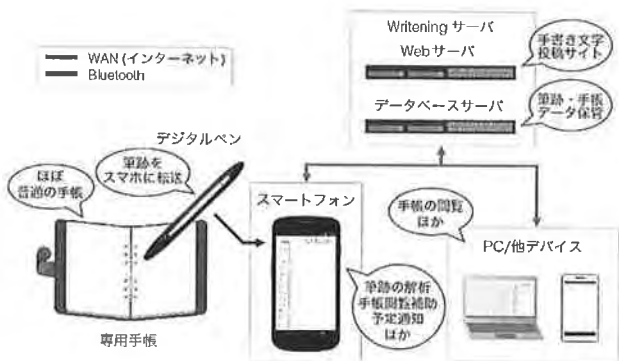 Writening サーバ
Webサーバ
手書き文字
投稿サイト
WAN (インターネット)
Bluetooth
データベースサーバ
筆跡・手帳
データ保管
デジタルペン
ほぼ
普通の手帳
筆跡を
スマホに転送
スマートフォン
手帳の閲覧
ほか
PC/他デバイス
筆跡の解析
手帳閲覧補助
予定通知
ほか
専用手帳